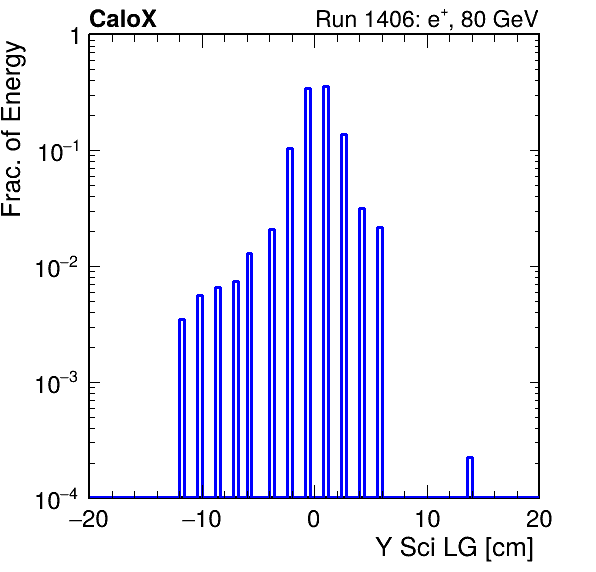 CaloX Run 1406: e⁺, 80 GeV
Frac. of Energy
1
10⁻¹
10⁻²
10⁻³
10⁻⁴
−20 −10 0 10 20
Y Sci LG [cm]